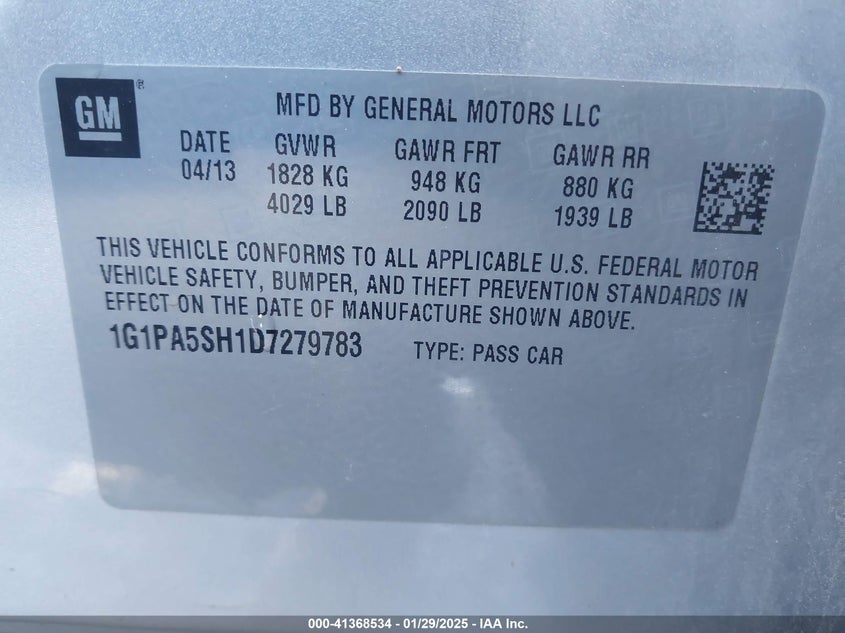 GM®
MFD BY GENERAL MOTORS LLC
DATE GVWR GAWR FRT GAWR RR
04/13 1828 KG 948 KG 880 KG
4029 LB 2090 LB 1939 LB
THIS VEHICLE CONFORMS TO ALL APPLICABLE U.S. FEDERAL MOTOR
VEHICLE SAFETY, BUMPER, AND THEFT PREVENTION STANDARDS IN
EFFECT ON THE DATE OF MANUFACTURE SHOWN ABOVE.
1G1PA5SH1D7279783 TYPE: PASS CAR
000-41368534 - 01/29/2025 - IAA Inc.